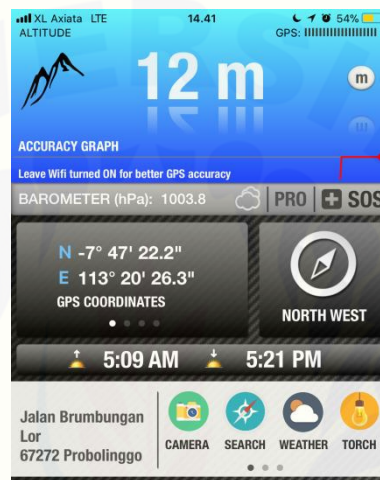 XL Axiata LTE 14.41 54%
ALTITUDE GPS:
12 m
m
ACCURACY GRAPH
Leave Wifi turned ON for better GPS accuracy
BAROMETER (hPa): 1003.8 PRO SOS
N -7° 47' 22.2"
E 113° 20' 26.3"
GPS COORDINATES
NORTH WEST
5:09 AM 5:21 PM
Jalan Brumbungan
Lor
67272 Probolinggo
CAMERA SEARCH WEATHER TORCH